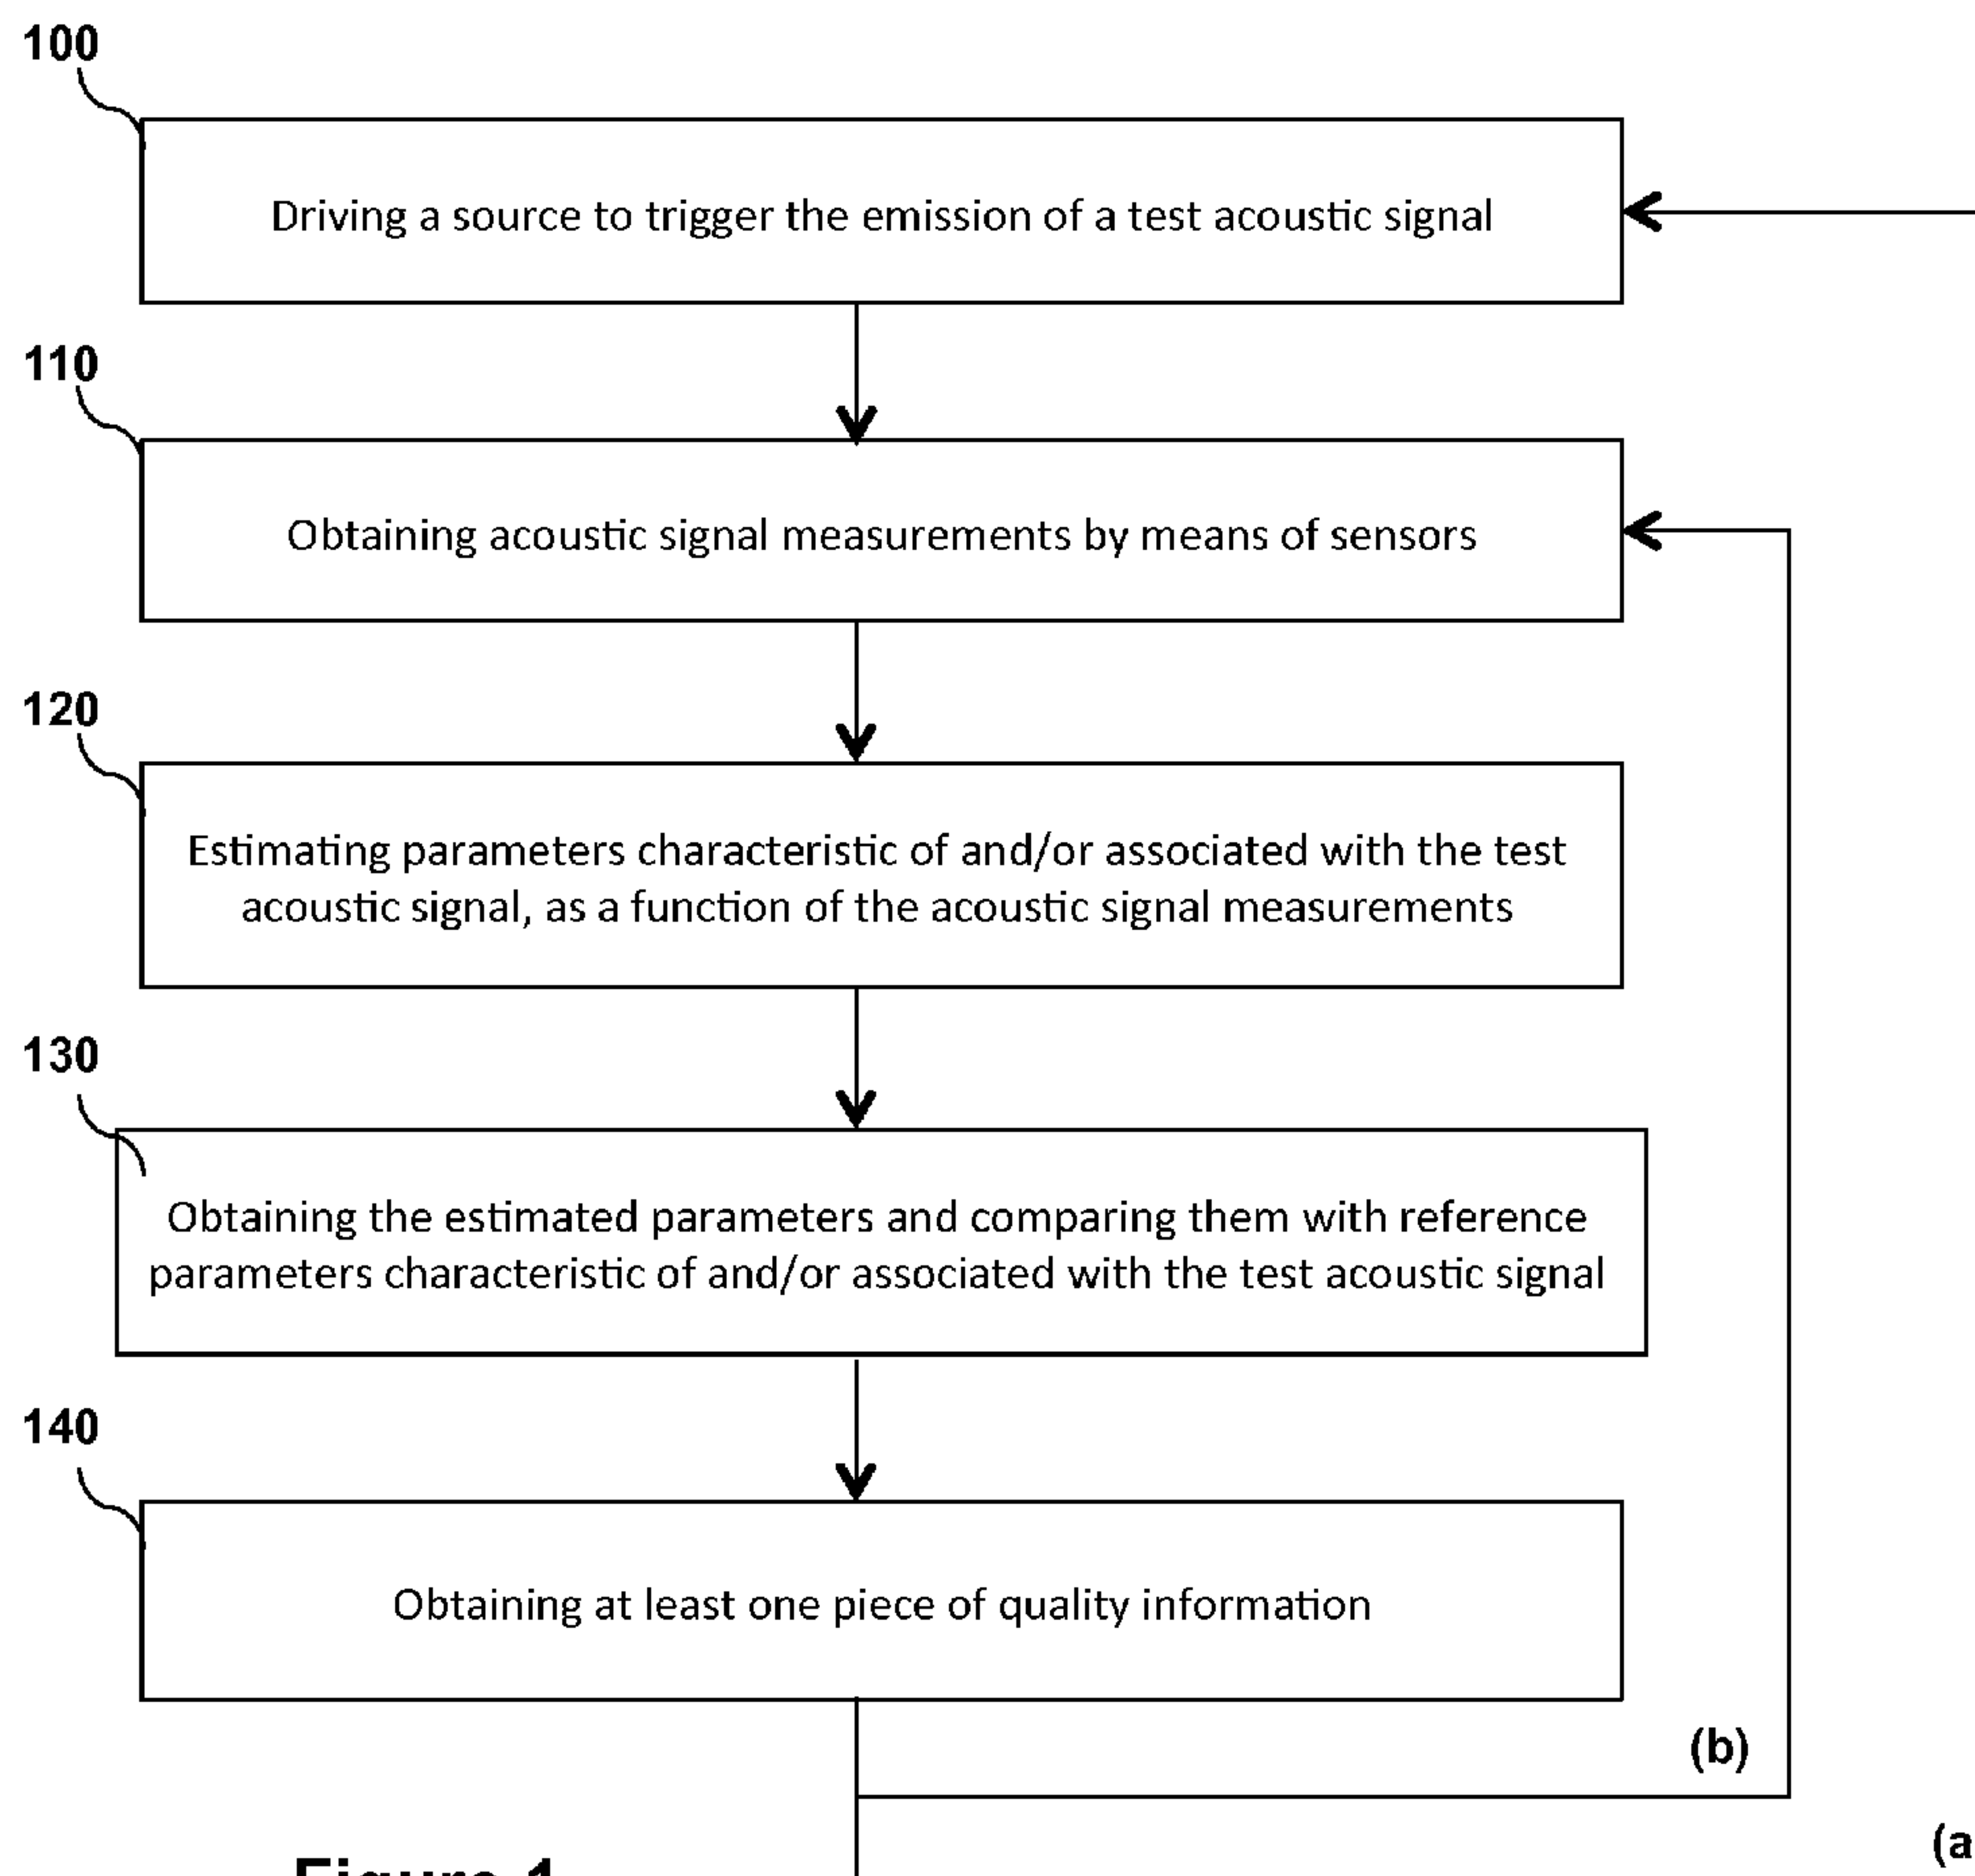 100
Driving a source to trigger the emission of a test acoustic signal
110
Obtaining acoustic signal measurements by means of sensors
120
Estimating parameters characteristic of and/or associated with the test
acoustic signal, as a function of the acoustic signal measurements
130
Obtaining the estimated parameters and comparing them with reference
parameters characteristic of and/or associated with the test acoustic signal
140
Obtaining at least one piece of quality information
(b)
(a
Figure 1